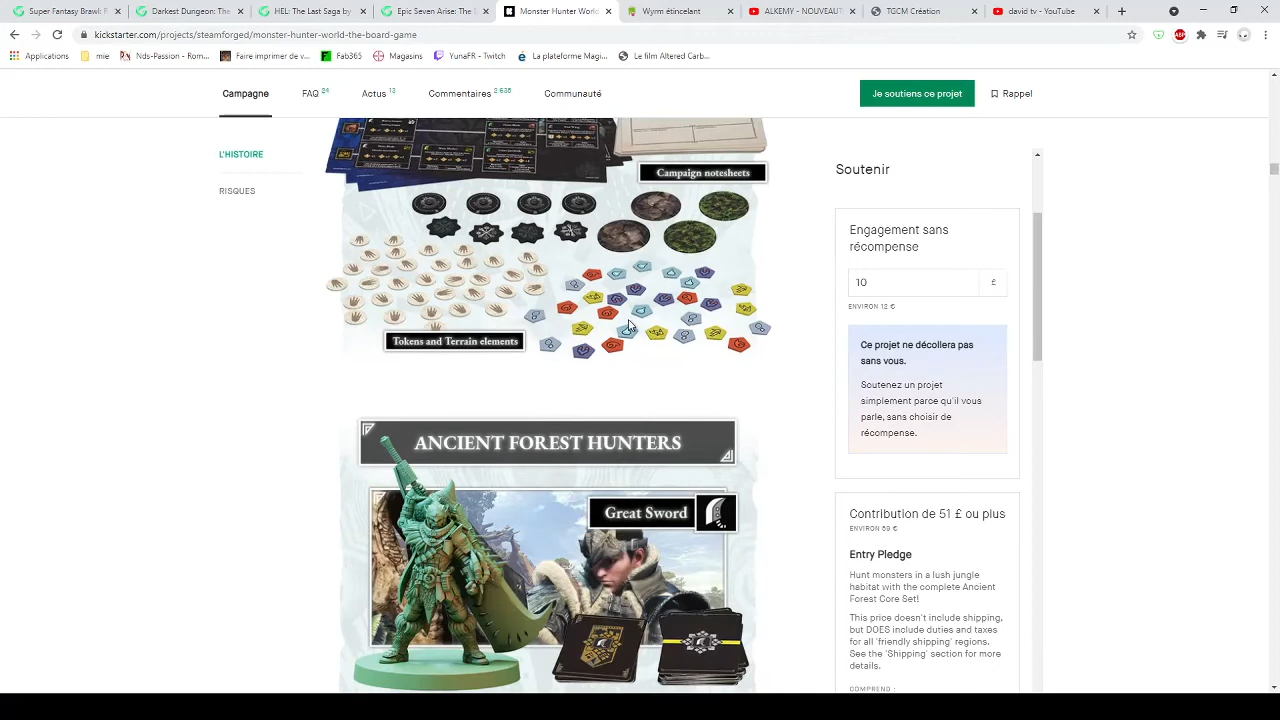 Super Fantasy Brawl: F
Darkest Dungeon: The
HEL: The Last Saga by
Epic Seven Arise: The L
Monster Hunter World
Wyrm étincelant
ALKEMY - NOUVEAUT
TGCM Création
david tv - YouTube
kickstarter.com/projects/steamforged/monster-hunter-world-the-board-game
Applications
mie
Nds-Passion - Rom...
Faire imprimer de v...
Fab365
Magasins
YunaFR - Twitch
La plateforme Magi...
Le film Altered Carb...
Campagne
FAQ 24
Actus 13
Commentaires 2 635
Communauté
Je soutiens ce projet
Rappel
L'HISTOIRE
RISQUES
Campaign notesheets
Tokens and Terrain elements
ANCIENT FOREST HUNTERS
Great Sword
Soutenir
Engagement sans
récompense
10 £
ENVIRON 12 €
Ce projet ne décollera pas
sans vous.
Soutenez un projet
simplement parce qu'il vous
parle, sans choisir de
récompense.
Contribution de 51 £ ou plus
ENVIRON 59 €
Entry Pledge
Hunt monsters in a lush jungle
habitat with the complete Ancient
Forest Core Set!
This price doesn't include shipping,
but DOES include duties and taxes
for all 'friendly shipping' regions.
See the 'Shipping' section for more
details.
COMPREND :